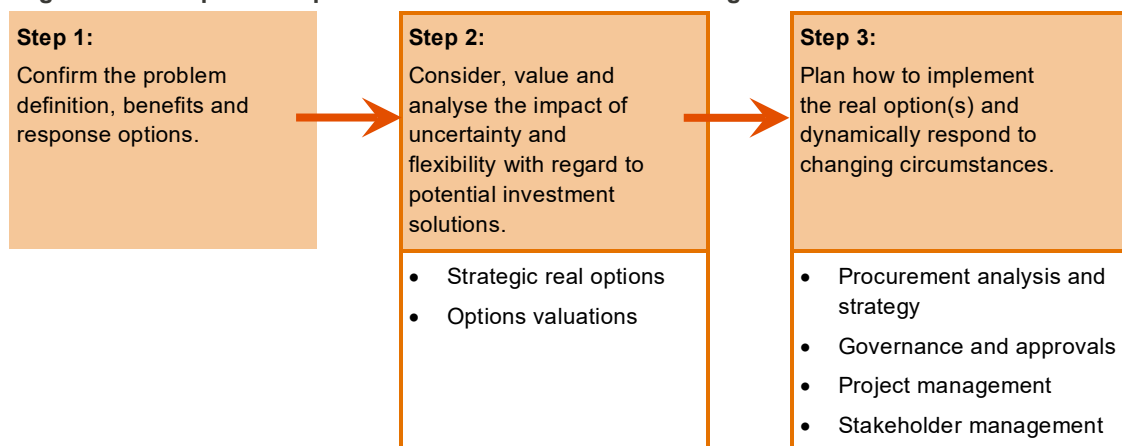 Step 1:
Confirm the problem
definition, benefits and
response options.
Step 2:
Consider, value and
analyse the impact of
uncertainty and
flexibility with regard to
potential investment
solutions.
• Strategic real options
• Options valuations
Step 3:
Plan how to implement
the real option(s) and
dynamically respond to
changing circumstances.
• Procurement analysis and
strategy
• Governance and approvals
• Project management
• Stakeholder management